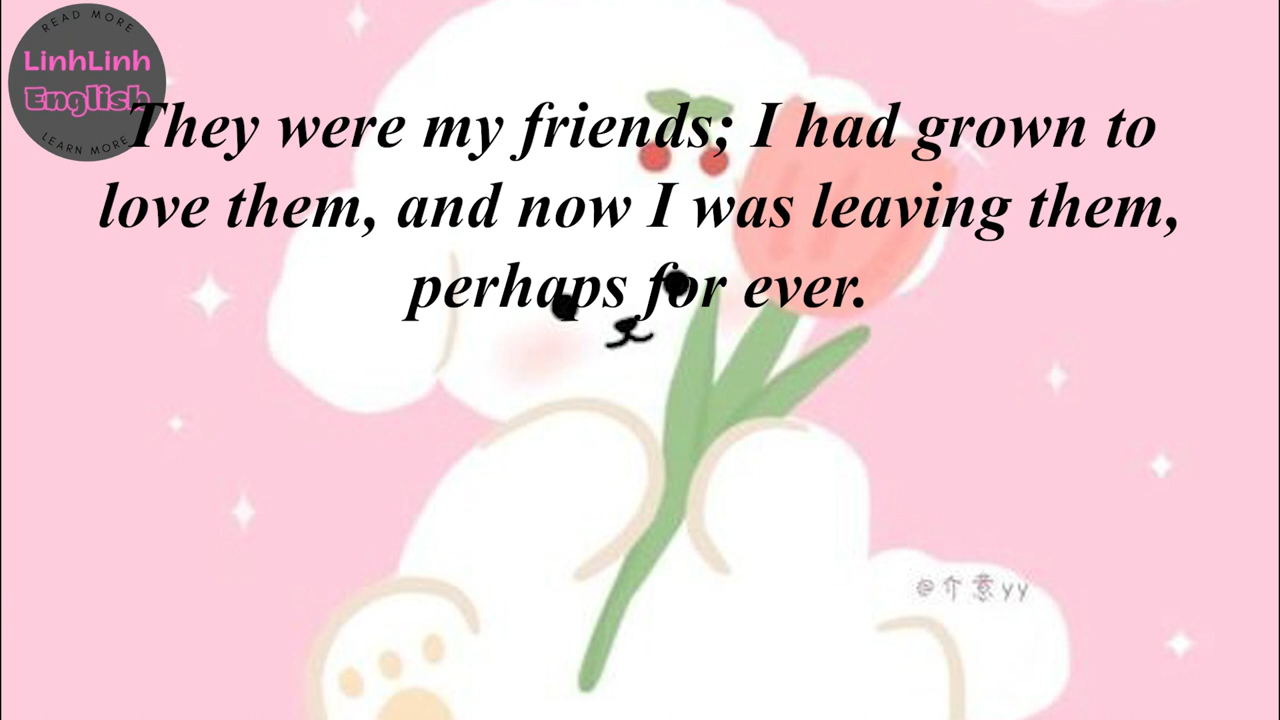 READ MORE
LinhLinh
English
LEARN MORE
They were my friends; I had grown to
love them, and now I was leaving them,
perhaps for ever.
@介意yy